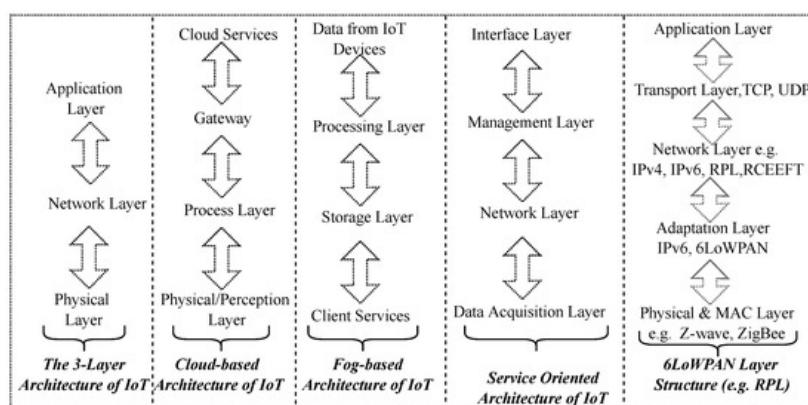 Application
Layer
Network Layer
Physical
Layer
The 3-Layer
Architecture of IoT
Cloud Services
Gateway
Process Layer
Physical/Perception
Layer
Cloud-based
Architecture of IoT
Data from IoT
Devices
Processing Layer
Storage Layer
Client Services
Fog-based
Architecture of IoT
Interface Layer
Management Layer
Network Layer
Data Acquisition Layer
Service Oriented
Architecture of IoT
Application Layer
Transport Layer,TCP, UDP
Network Layer e.g.
IPv4, IPv6, RPL,RCEEFT
Adaptation Layer
IPv6, 6LoWPAN
Physical & MAC Layer
e.g. Z-wave, ZigBee
6LoWPAN Layer
Structure (e.g. RPL)